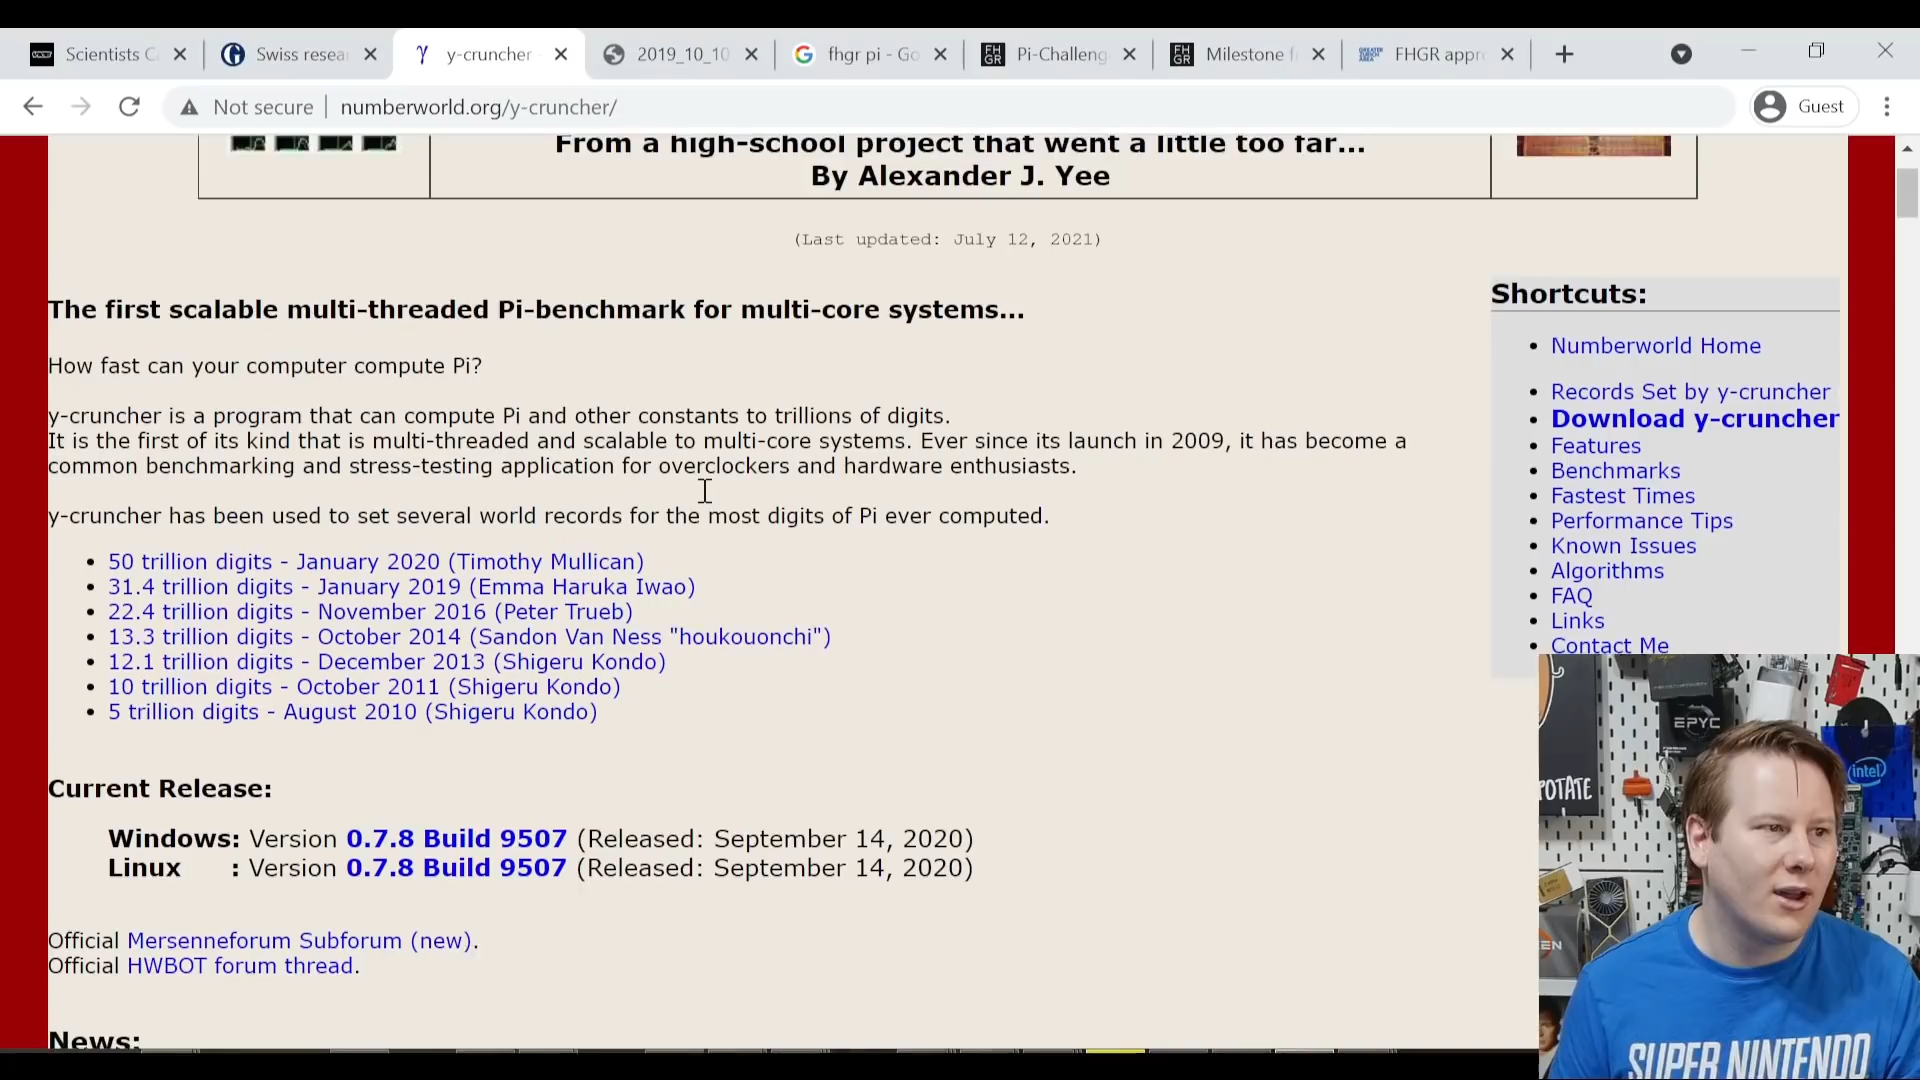 Scientists C
Swiss resea
y-cruncher
2019_10_10
fhgr pi - Go
FH
GR
Pi-Challeng
FH
GR
Milestone f
GREATER
ZURICH
AREA
FHGR appr
Not secure
numberworld.org/y-cruncher/
Guest
From a high-school project that went a little too far...
By Alexander J. Yee
(Last updated: July 12, 2021)
The first scalable multi-threaded Pi-benchmark for multi-core systems...
How fast can your computer compute Pi?
y-cruncher is a program that can compute Pi and other constants to trillions of digits.
It is the first of its kind that is multi-threaded and scalable to multi-core systems. Ever since its launch in 2009, it has become a
common benchmarking and stress-testing application for overclockers and hardware enthusiasts.
y-cruncher has been used to set several world records for the most digits of Pi ever computed.
50 trillion digits - January 2020 (Timothy Mullican)
31.4 trillion digits - January 2019 (Emma Haruka Iwao)
22.4 trillion digits - November 2016 (Peter Trueb)
13.3 trillion digits - October 2014 (Sandon Van Ness "houkouonchi")
12.1 trillion digits - December 2013 (Shigeru Kondo)
10 trillion digits - October 2011 (Shigeru Kondo)
5 trillion digits - August 2010 (Shigeru Kondo)
Current Release:
Windows: Version 0.7.8 Build 9507 (Released: September 14, 2020)
Linux : Version 0.7.8 Build 9507 (Released: September 14, 2020)
Official Mersenneforum Subforum (new).
Official HWBOT forum thread.
News:
Shortcuts:
Numberworld Home
Records Set by y-cruncher
Download y-cruncher
Features
Benchmarks
Fastest Times
Performance Tips
Known Issues
Algorithms
FAQ
Links
Contact Me
EPYC
intel
POTATE
EN
SUPER NINTENDO